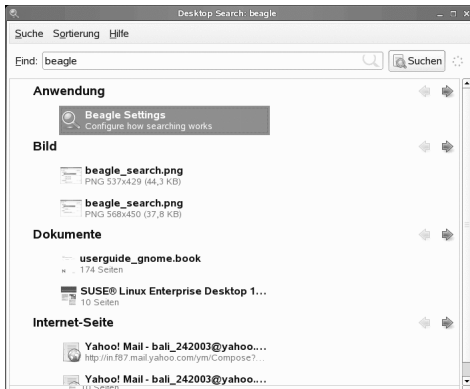 Desktop Search: beagle
Suche Sortierung Hilfe
Find: beagle Suchen
Anwendung
Beagle Settings
Configure how searching works
Bild
beagle_search.png
PNG 537x429 (44,3 KB)
beagle_search.png
PNG 568x450 (37,8 KB)
Dokumente
userguide_gnome.book
174 Seiten
SUSE® Linux Enterprise Desktop 1...
10 Seiten
Internet-Seite
Yahoo! Mail - bali_242003@yahoo....
http://in.f87.mail.yahoo.com/ym/Compose?...
Yahoo! Mail - bali_242003@yahoo....
10 Seiten